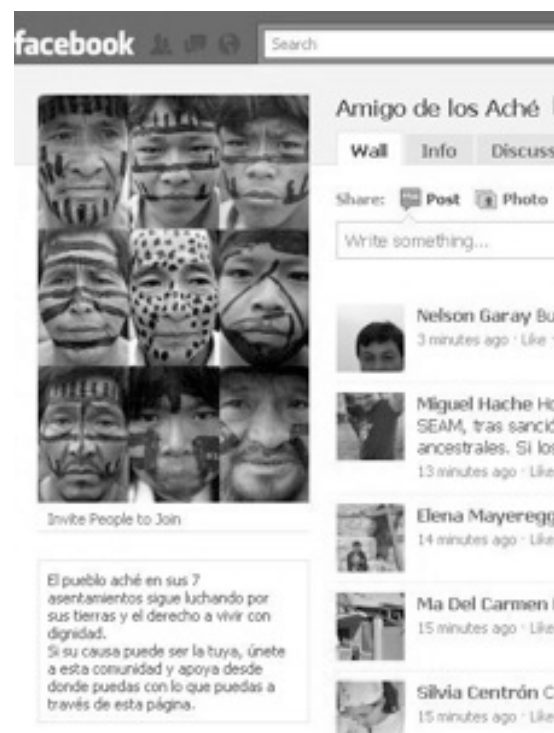 facebook
Search
Amigo de los Aché
Wall Info Discuss
Share: Post Photo
Write something...
Nelson Garay Bu
3 minutes ago · Like ·
Miguel Hache Ho
SEAM, tras sanció
ancestrales. Si los
13 minutes ago · Like
Elena Mayeregg
14 minutes ago · Like
Ma Del Carmen
15 minutes ago · Like
Silvia Centrón C
15 minutes ago · Like
Invite People to Join
El pueblo aché en sus 7
asentamientos sigue luchando por
sus tierras y el derecho a vivir con
dignidad.
Si su causa puede ser la tuya, únete
a esta comunidad y apoya desde
donde puedas con lo que puedas a
través de esta página.